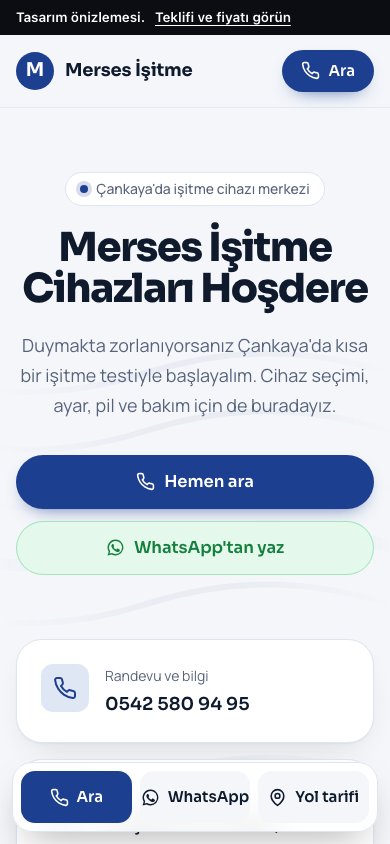 Tasarım önizlemesi. Teklifi ve fiyatı görün
M Merses İşitme
Ara
Çankaya'da işitme cihazı merkezi
Merses İşitme
Cihazları Hoşdere
Duymakta zorlanıyorsanız Çankaya'da kısa
bir işitme testiyle başlayalım. Cihaz seçimi,
ayar, pil ve bakım için de buradayız.
Hemen ara
WhatsApp'tan yaz
Randevu ve bilgi
0542 580 94 95
Ara
WhatsApp
Yol tarifi